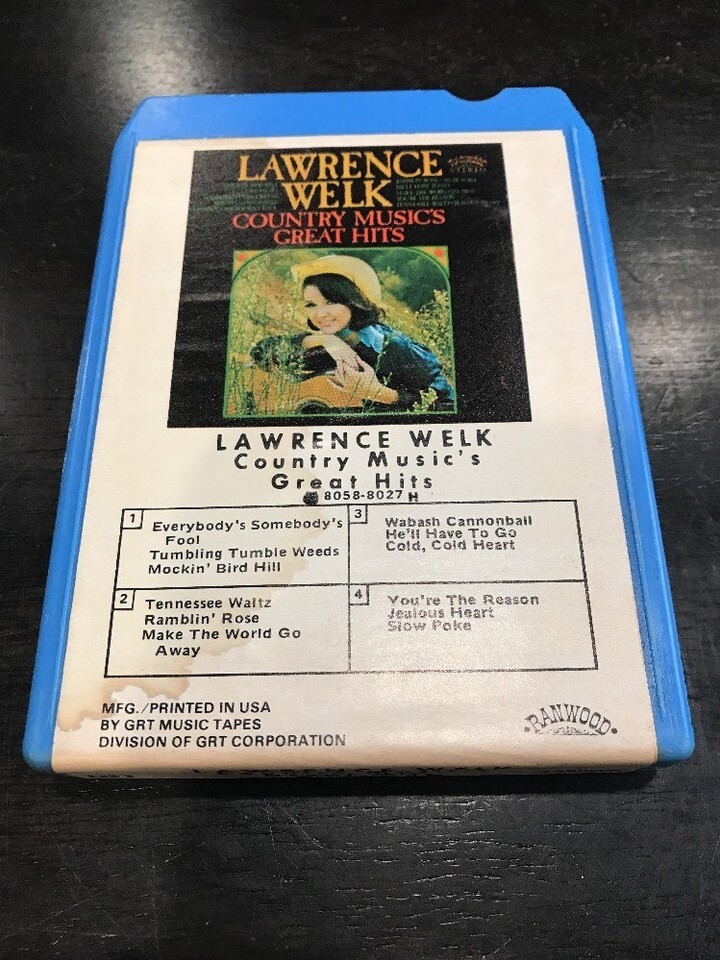 LAWRENCE
WELK
COUNTRY MUSIC'S
GREAT HITS
STEREO
LAWRENCE WELK
Country Music's
Great Hits
8058-8027 H
1
Everybody's Somebody's
Fool
Tumbling Tumble Weeds
Mockin' Bird Hill
2
Tennessee Waltz
Ramblin' Rose
Make The World Go
Away
3
Wabash Cannonball
He'll Have To Go
Cold, Cold Heart
4
You're The Reason
Jealous Heart
Slow Poke
MFG./PRINTED IN USA
BY GRT MUSIC TAPES
DIVISION OF GRT CORPORATION
RANWOOD
LAWRENCE WELK